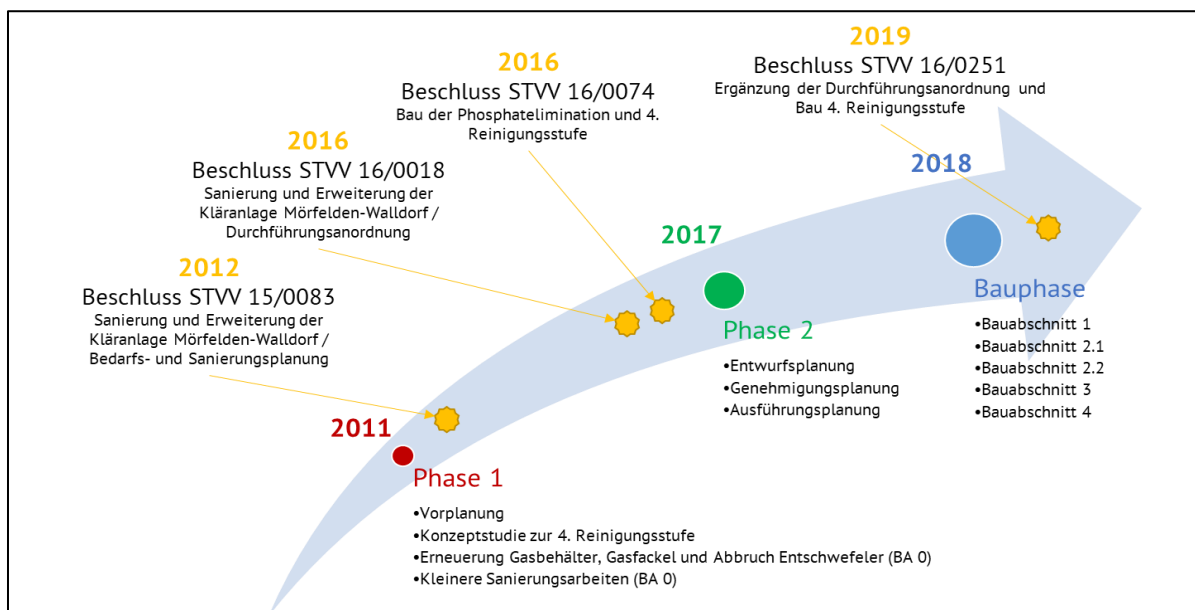 2019
Beschluss STVV 16/0251
Ergänzung der Durchführungsanordnung und
Bau 4. Reinigungsstufe
2016
Beschluss STVV 16/0074
Bau der Phosphatelimination und 4.
Reinigungsstufe
2016
Beschluss STVV 16/0018
Sanierung und Erweiterung der
Kläranlage Mörfelden-Walldorf /
Durchführungsanordnung
2012
Beschluss STVV 15/0083
Sanierung und Erweiterung der
Kläranlage Mörfelden-Walldorf /
Bedarfs- und Sanierungsplanung
2011
Phase 1
•Vorplanung
•Konzeptstudie zur 4. Reinigungsstufe
•Erneuerung Gasbehälter, Gasfackel und Abbruch Entschwefeler (BA 0)
•Kleinere Sanierungsarbeiten (BA 0)
2017
Phase 2
•Entwurfsplanung
•Genehmigungsplanung
•Ausführungsplanung
2018
Bauphase
•Bauabschnitt 1
•Bauabschnitt 2.1
•Bauabschnitt 2.2
•Bauabschnitt 3
•Bauabschnitt 4